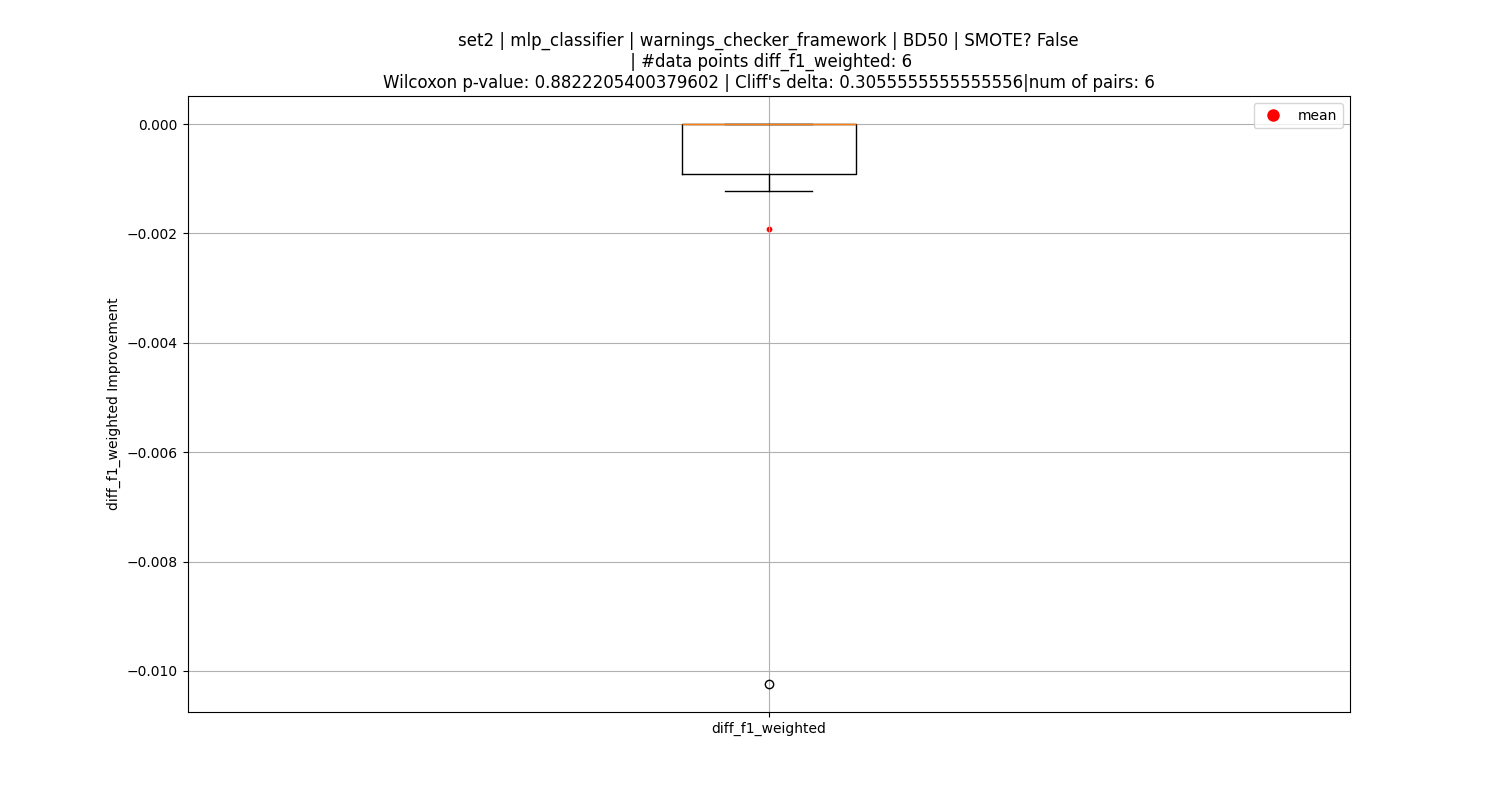 set2 | mlp_classifier | warnings_checker_framework | BD50 | SMOTE? False
| #data points diff_f1_weighted: 6
Wilcoxon p-value: 0.8822205400379602 | Cliff's delta: 0.3055555555555556|num of pairs: 6
mean
0.000
−0.002
−0.004
−0.006
−0.008
−0.010
diff_f1_weighted Improvement
diff_f1_weighted